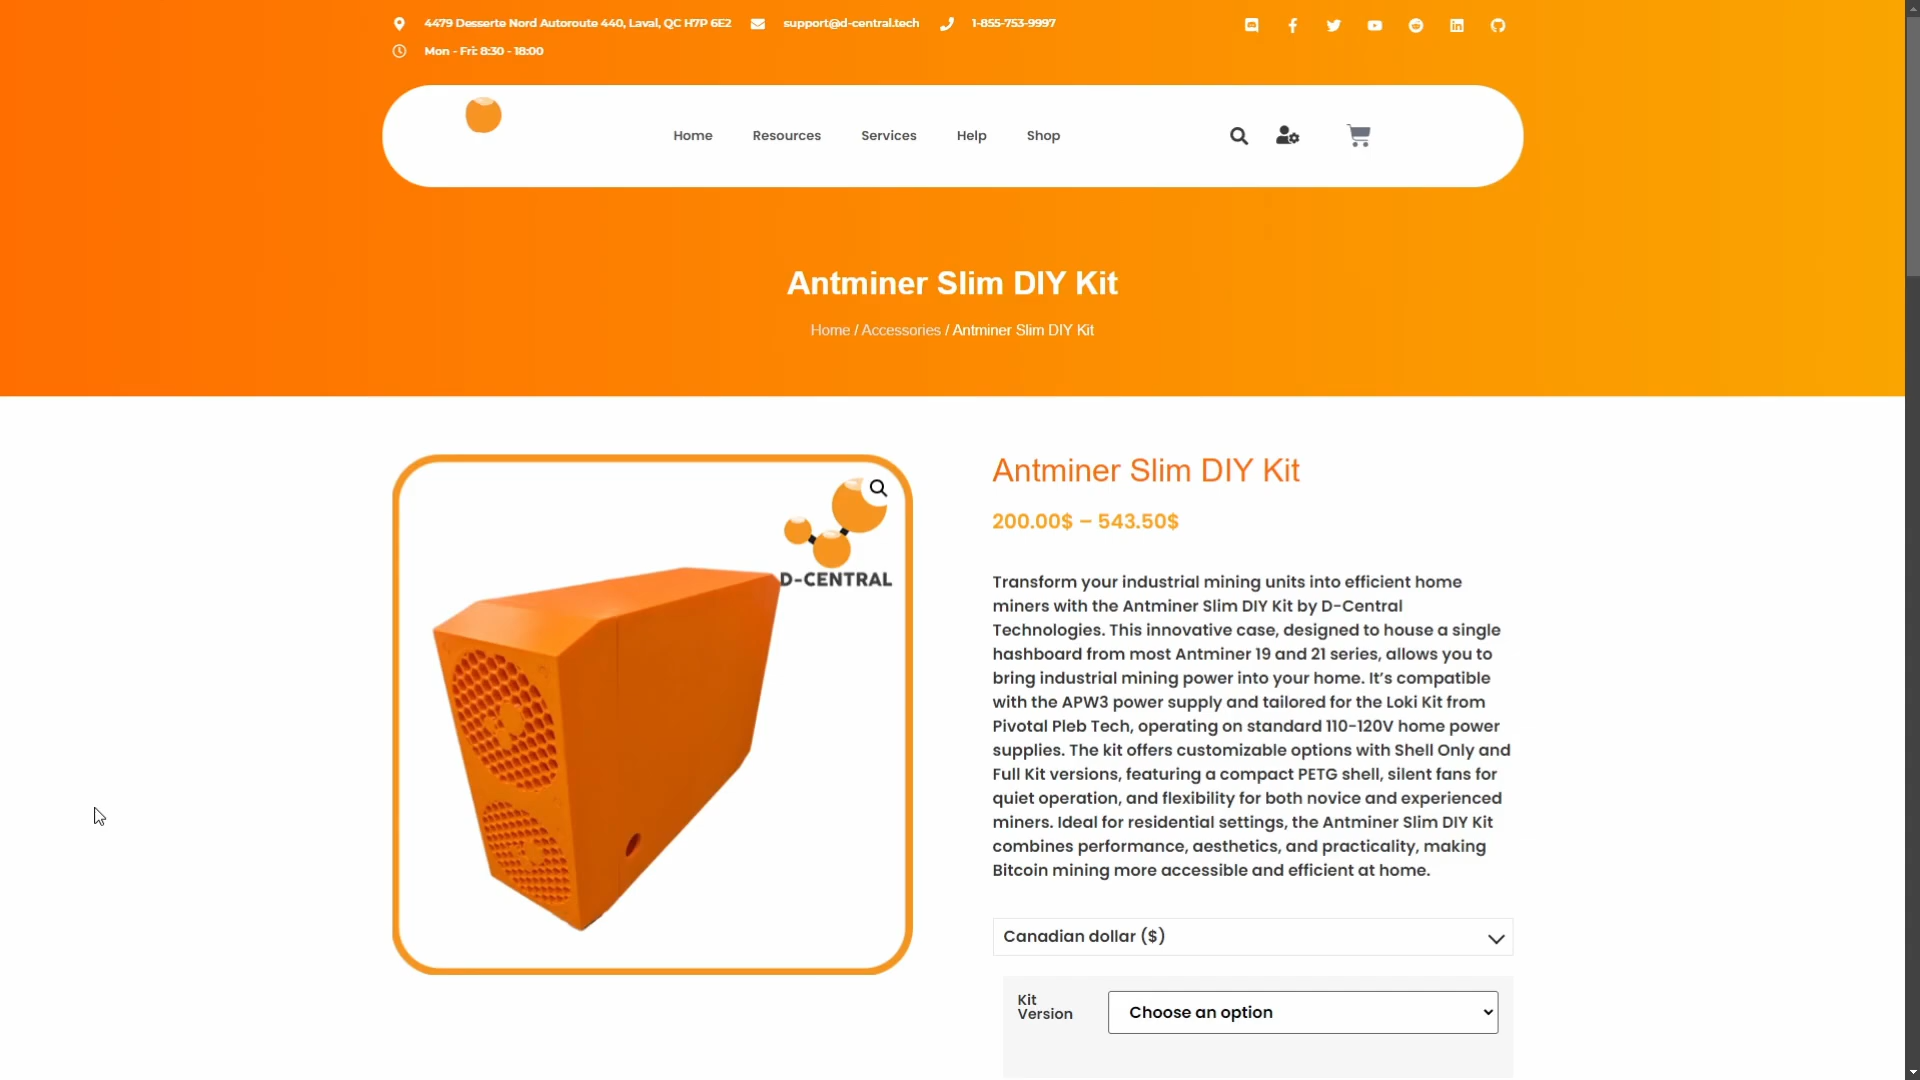 4479 Desserte Nord Autoroute 440, Laval, QC H7P 6E2
support@d-central.tech
1-855-753-9997
Mon - Fri: 8:30 - 18:00
Home
Resources
Services
Help
Shop
Antminer Slim DIY Kit
Home / Accessories / Antminer Slim DIY Kit
D-CENTRAL
Antminer Slim DIY Kit
200.00$ – 543.50$
Transform your industrial mining units into efficient home
miners with the Antminer Slim DIY Kit by D-Central
Technologies. This innovative case, designed to house a single
hashboard from most Antminer 19 and 21 series, allows you to
bring industrial mining power into your home. It’s compatible
with the APW3 power supply and tailored for the Loki Kit from
Pivotal Pleb Tech, operating on standard 110-120V home power
supplies. The kit offers customizable options with Shell Only and
Full Kit versions, featuring a compact PETG shell, silent fans for
quiet operation, and flexibility for both novice and experienced
miners. Ideal for residential settings, the Antminer Slim DIY Kit
combines performance, aesthetics, and practicality, making
Bitcoin mining more accessible and efficient at home.
Canadian dollar ($)
Kit
Version
Choose an option